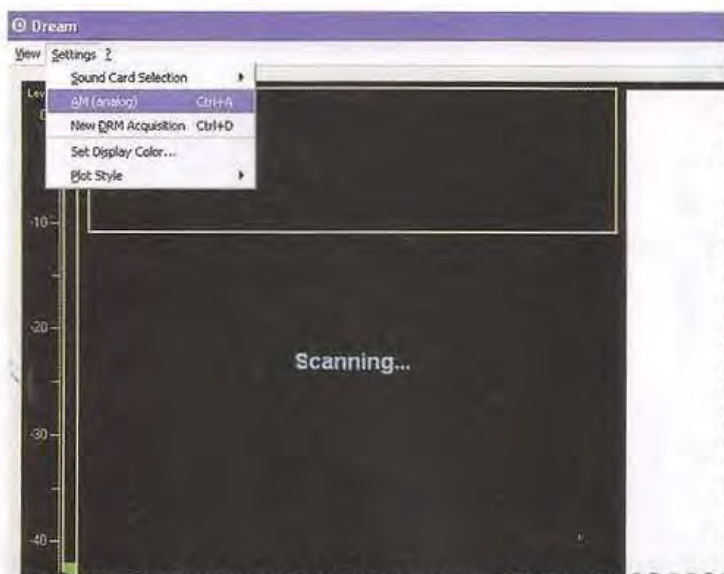 Dream
View Settings ?
Sound Card Selection
AM (analog) Ctrl+A
New DRM Acquisition Ctrl+D
Set Display Color...
Plot Style
-10
-20
Scanning...
-30
-40